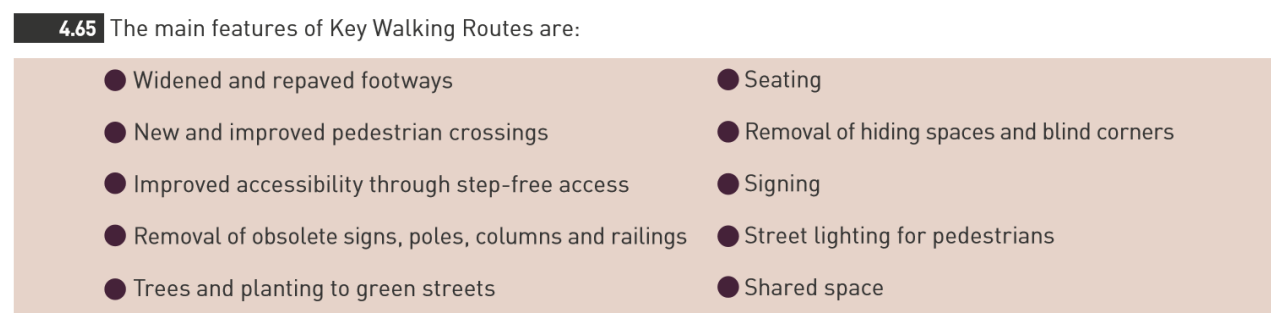 4.65 The main features of Key Walking Routes are:
Widened and repaved footways
New and improved pedestrian crossings
Improved accessibility through step-free access
Removal of obsolete signs, poles, columns and railings
Trees and planting to green streets
Seating
Removal of hiding spaces and blind corners
Signing
Street lighting for pedestrians
Shared space